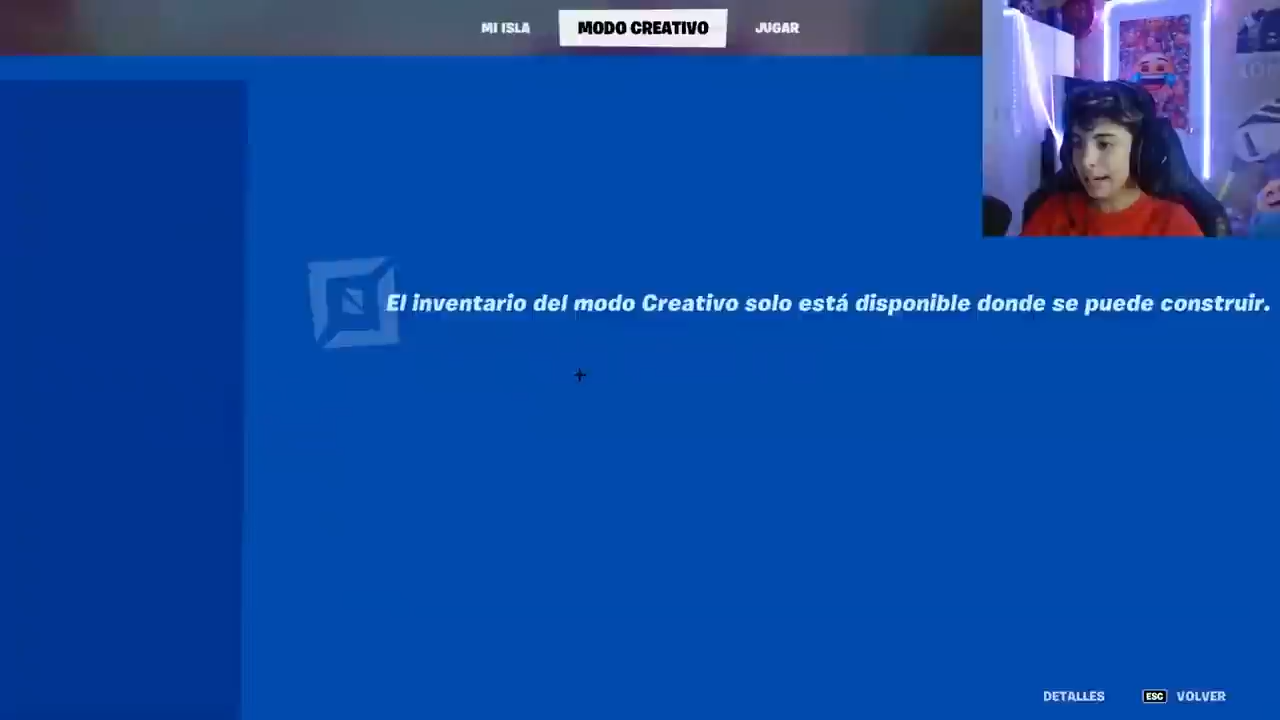 MI ISLA
MODO CREATIVO
JUGAR
El inventario del modo Creativo solo está disponible donde se puede construir.
DETALLES
ESC VOLVER